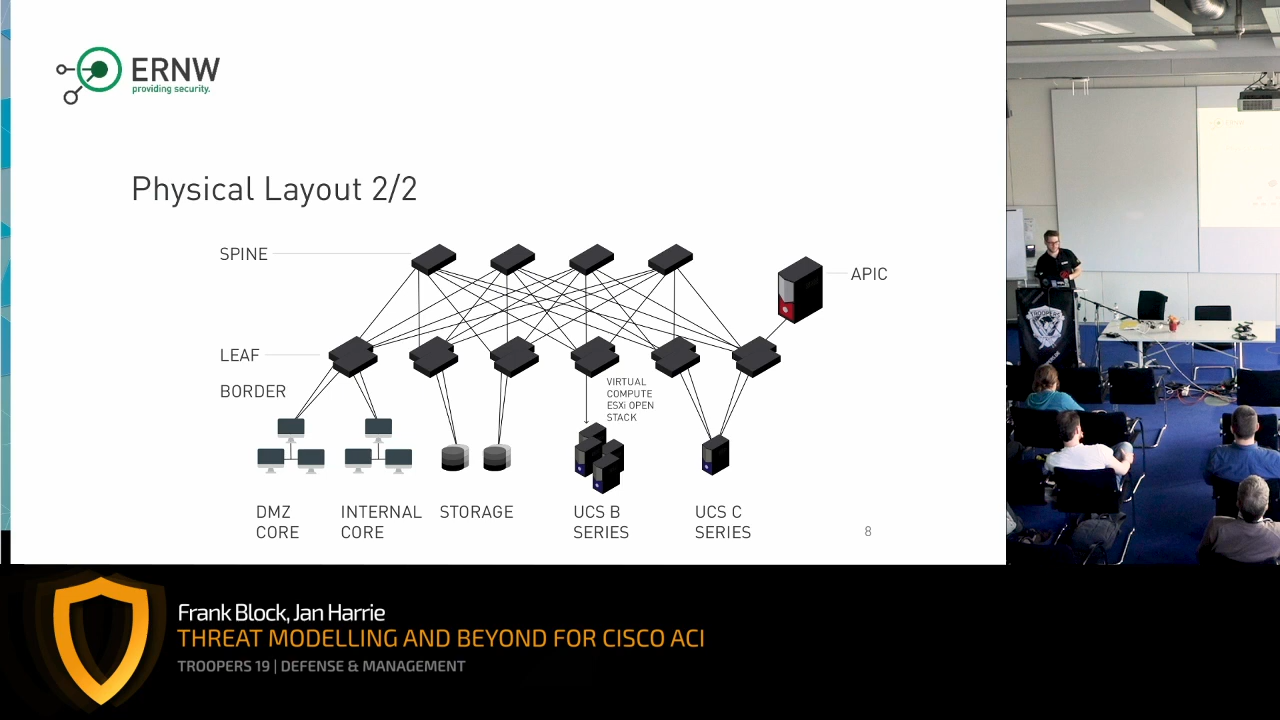 ERNW
providing security.
Physical Layout 2/2
SPINE
APIC
LEAF
BORDER
VIRTUAL
COMPUTE
ESXi OPEN
STACK
DMZ
CORE
INTERNAL
CORE
STORAGE
UCS B
SERIES
UCS C
SERIES
8
TROOPERS
Frank Block, Jan Harrie
THREAT MODELLING AND BEYOND FOR CISCO ACI
TROOPERS 19 | DEFENSE & MANAGEMENT